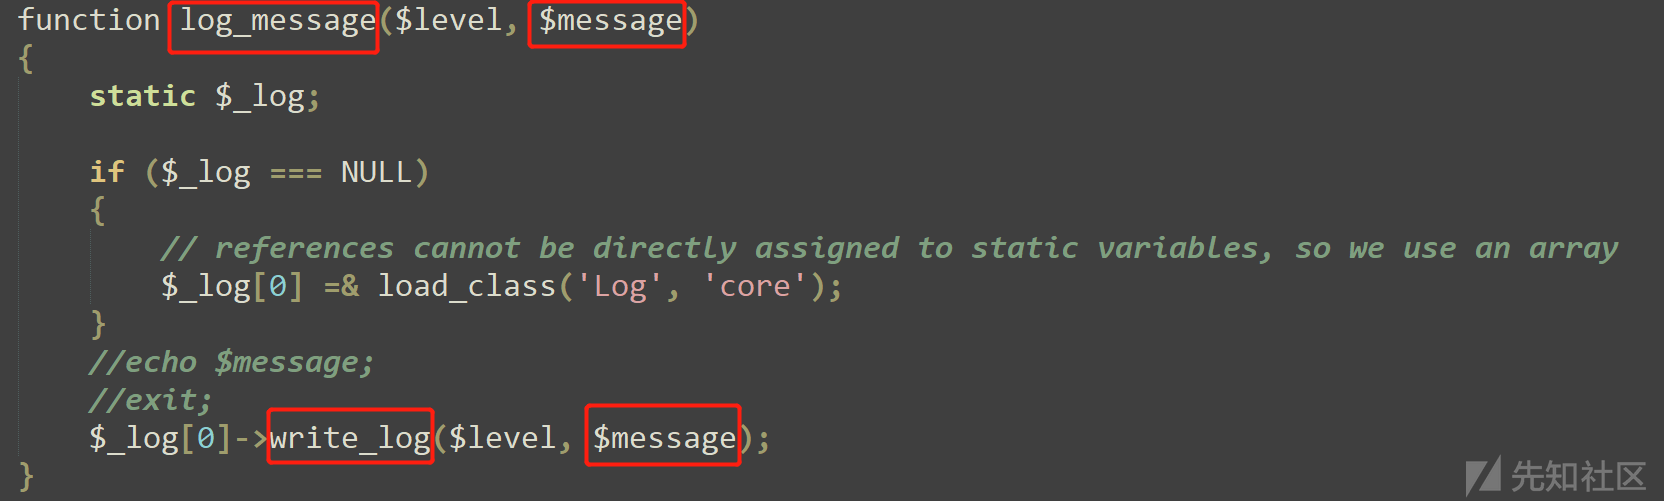 function log_message($level, $message)
{
    static $_log;

    if ($_log === NULL)
    {
        // references cannot be directly assigned to static variables, so we use an array
        $_log[0] =& load_class('Log', 'core');
    }
    //echo $message;
    //exit;
    $_log[0]->write_log($level, $message);
}
先知社区